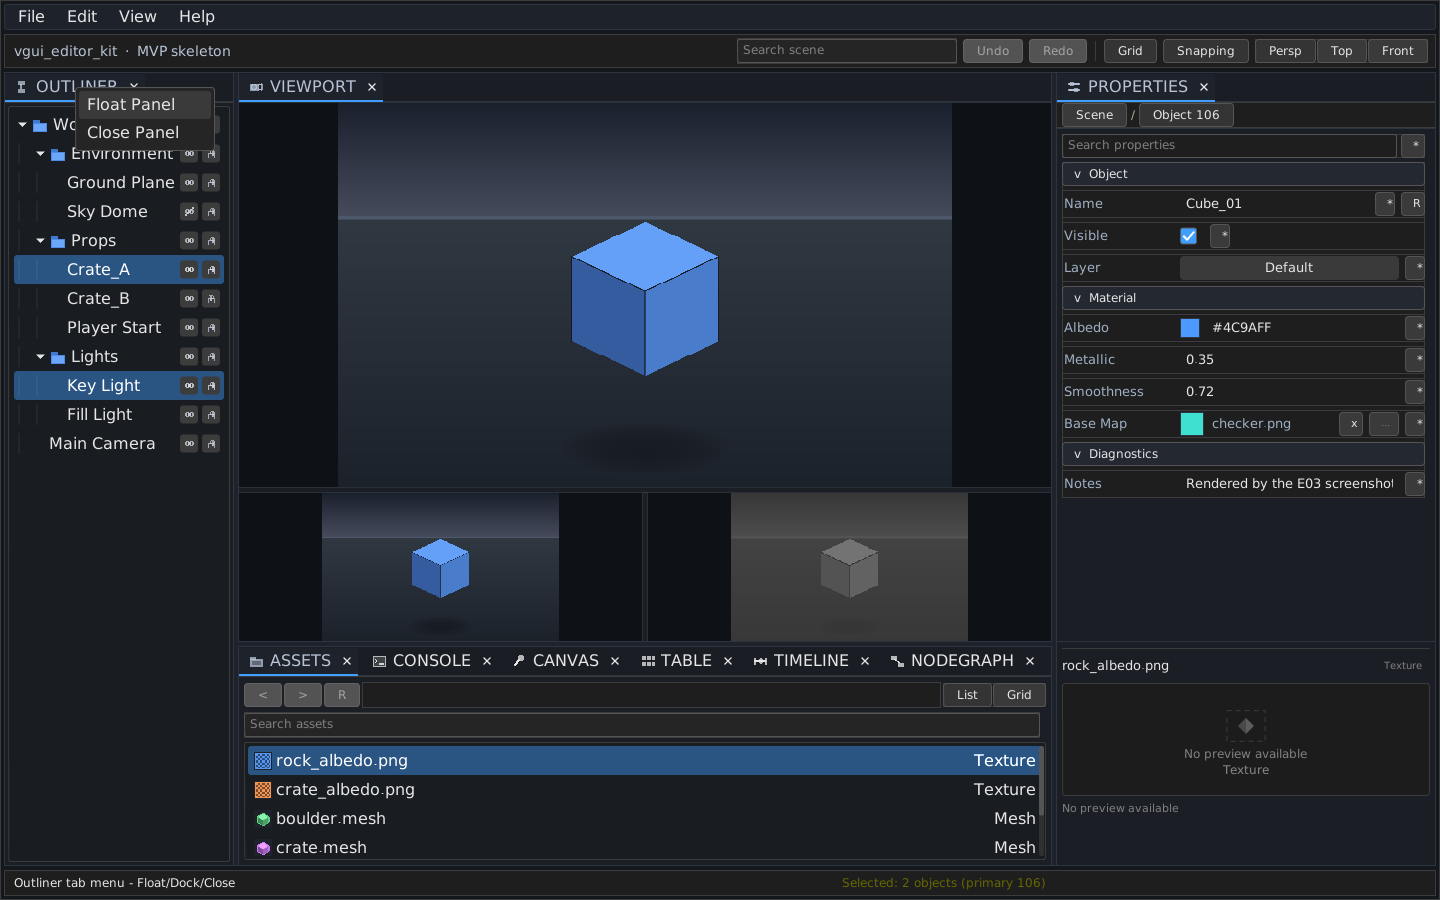 File Edit View Help
vgui_editor_kit · MVP skeleton
Search scene
Undo Redo Grid Snapping Persp Top Front
OUTLINER ×
Float Panel
Close Panel
Environment
Ground Plane
Sky Dome
Props
Crate_A
Crate_B
Player Start
Lights
Key Light
Fill Light
Main Camera
VIEWPORT ×
ASSETS × CONSOLE × CANVAS × TABLE × TIMELINE × NODEGRAPH ×
< > R List Grid
Search assets
rock_albedo.png Texture
crate_albedo.png Texture
boulder.mesh Mesh
crate.mesh Mesh
PROPERTIES ×
Scene / Object 106
Search properties *
v Object
Name Cube_01 * R
Visible *
Layer Default *
v Material
Albedo #4C9AFF *
Metallic 0.35
Smoothness 0.72 *
Base Map checker.png x ... *
v Diagnostics
Notes Rendered by the E03 screenshot *
rock_albedo.png Texture
No preview available
Texture
No preview available
Outliner tab menu - Float/Dock/Close
Selected: 2 objects (primary 106)